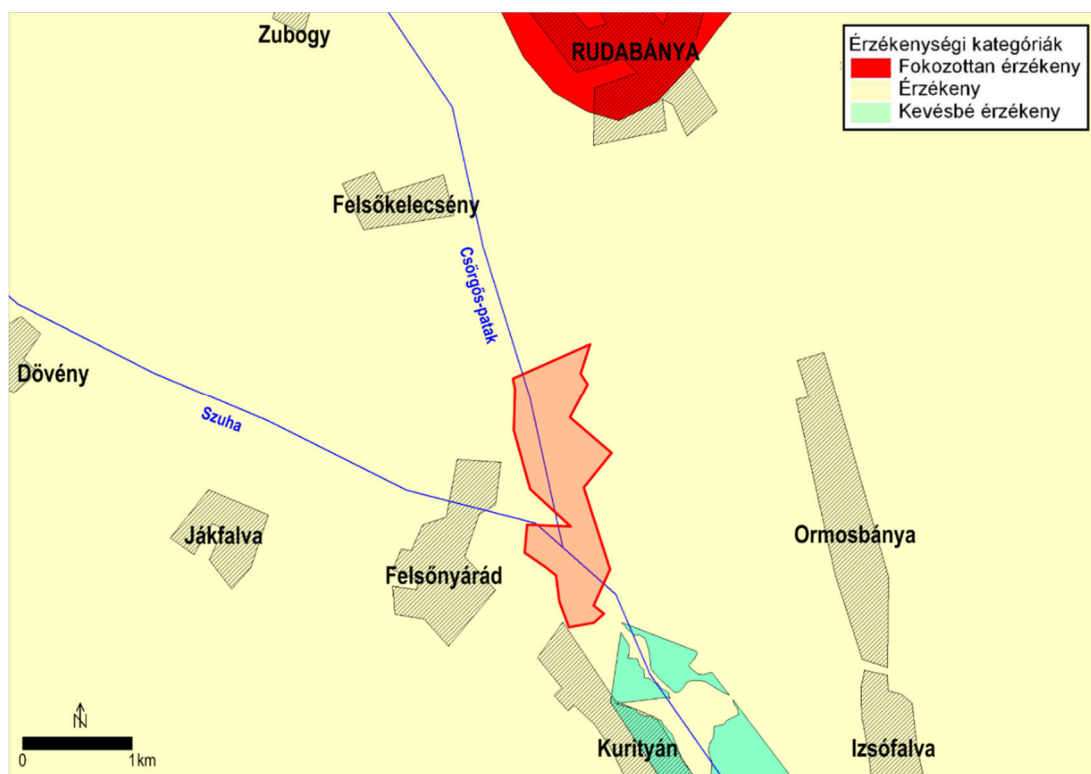 Zubogy
RUDABÁNYA
Érzékenységi kategóriák
Fokozottan érzékeny
Érzékeny
Kevésbé érzékeny
Felsőkelecsény
Csörgős-patak
Dövény
Szuha
Jákfalva
Felsőnyárád
Ormosbánya
N
0 1km
Kurityán
Izsófalva